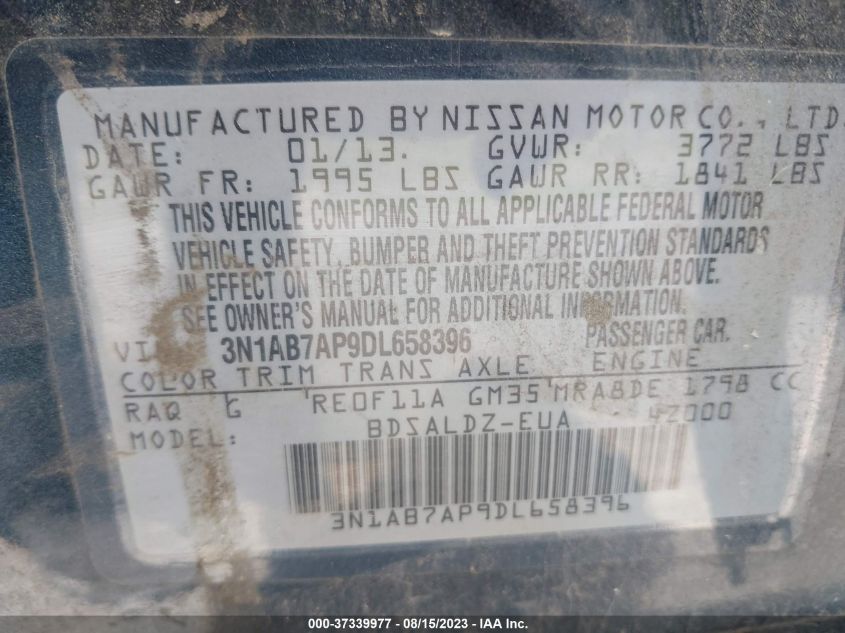 MANUFACTURED BY NISSAN MOTOR CO., LTD.
DATE: 01/13. GVWR: 3772 LBS
GAWR FR: 1995 LBS GAWR RR: 1841 LBS
THIS VEHICLE CONFORMS TO ALL APPLICABLE FEDERAL MOTOR
VEHICLE SAFETY, BUMPER AND THEFT PREVENTION STANDARDS
IN EFFECT ON THE DATE OF MANUFACTURE SHOWN ABOVE.
SEE OWNER'S MANUAL FOR ADDITIONAL INFORMATION.
VI 3N1AB7AP9DL658396 PASSENGER CAR.
COLOR TRIM TRANS AXLE ENGINE
RAQ G RE0F11A GM35 MRA8DE 1798 CC
MODEL: BDSALDZ-EUA 4Z000
3N1AB7AP9DL658396
000-37339977 - 08/15/2023 - © IAA, Inc.